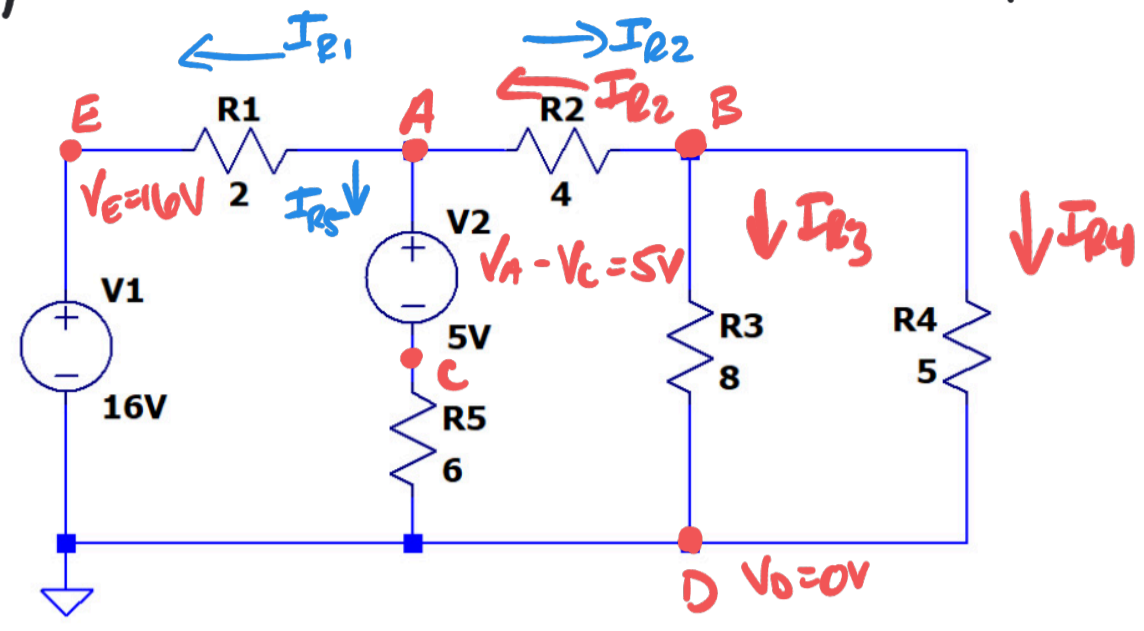 I_R1
I_R2
I_R2
E
R1
A
R2
B
V_E=16V
2
I_R5
4
V2
+
V_A - V_C = 5V
I_R3
I_R4
V1
+
−
−
5V
R3
8
R4
5
C
16V
R5
6
D
V_D=0V